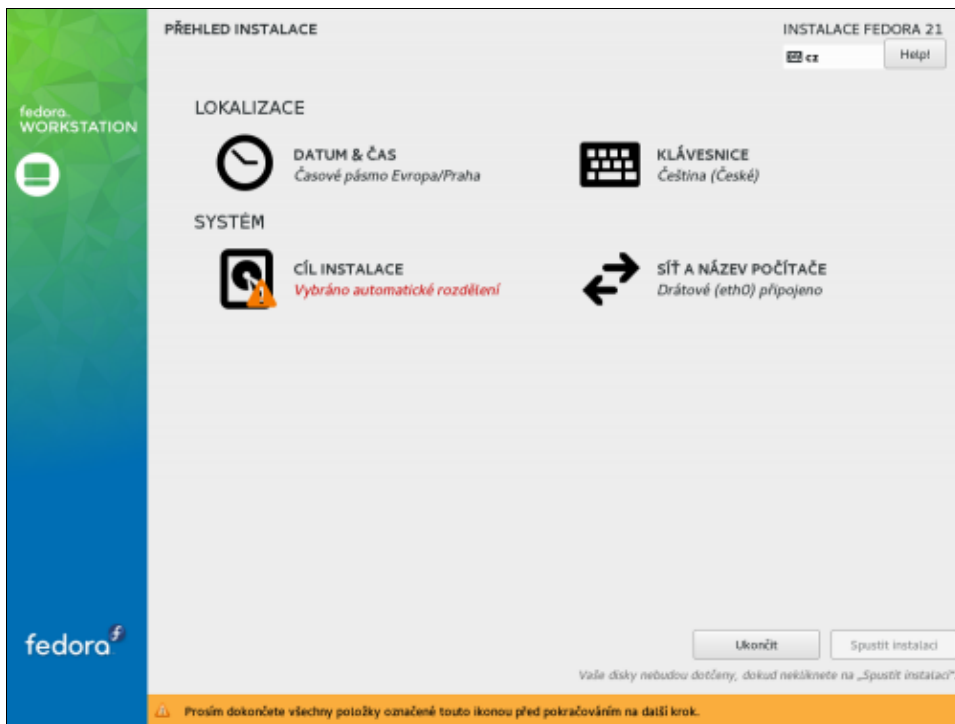 PŘEHLED INSTALACE
INSTALACE FEDORA 21
cz
Help!
fedora
WORKSTATION
LOKALIZACE
DATUM & ČAS
Časové pásmo Evropa/Praha
KLÁVESNICE
Čeština (České)
SYSTÉM
CÍL INSTALACE
Vybráno automatické rozdělení
SÍŤ A NÁZEV POČÍTAČE
Drátové (eth0) připojeno
fedora
Ukončit
Spustit instalaci
Vaše disky nebudou dotčeny, dokud nekliknete na „Spustit instalaci“
Prosím dokončete všechny položky označené touto ikonou před pokračováním na další krok.